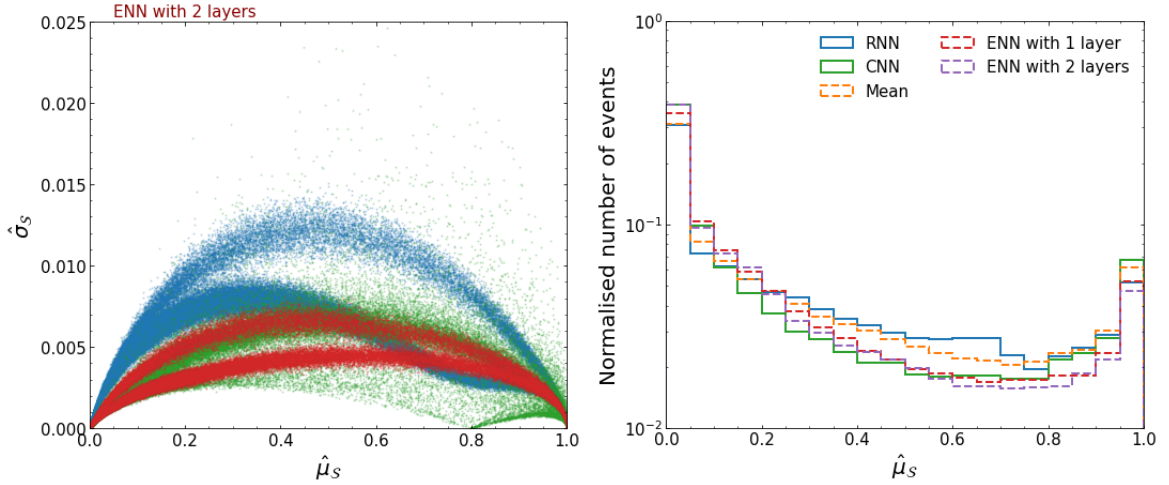 ENN with 2 layers
0.025
0.020
0.015
0.010
0.005
0.000
σ̂_S
0.0 0.2 0.4 0.6 0.8 1.0
μ̂_S
10⁰
10⁻¹
10⁻²
Normalised number of events
RNN
CNN
Mean
ENN with 1 layer
ENN with 2 layers
0.0 0.2 0.4 0.6 0.8 1.0
μ̂_S